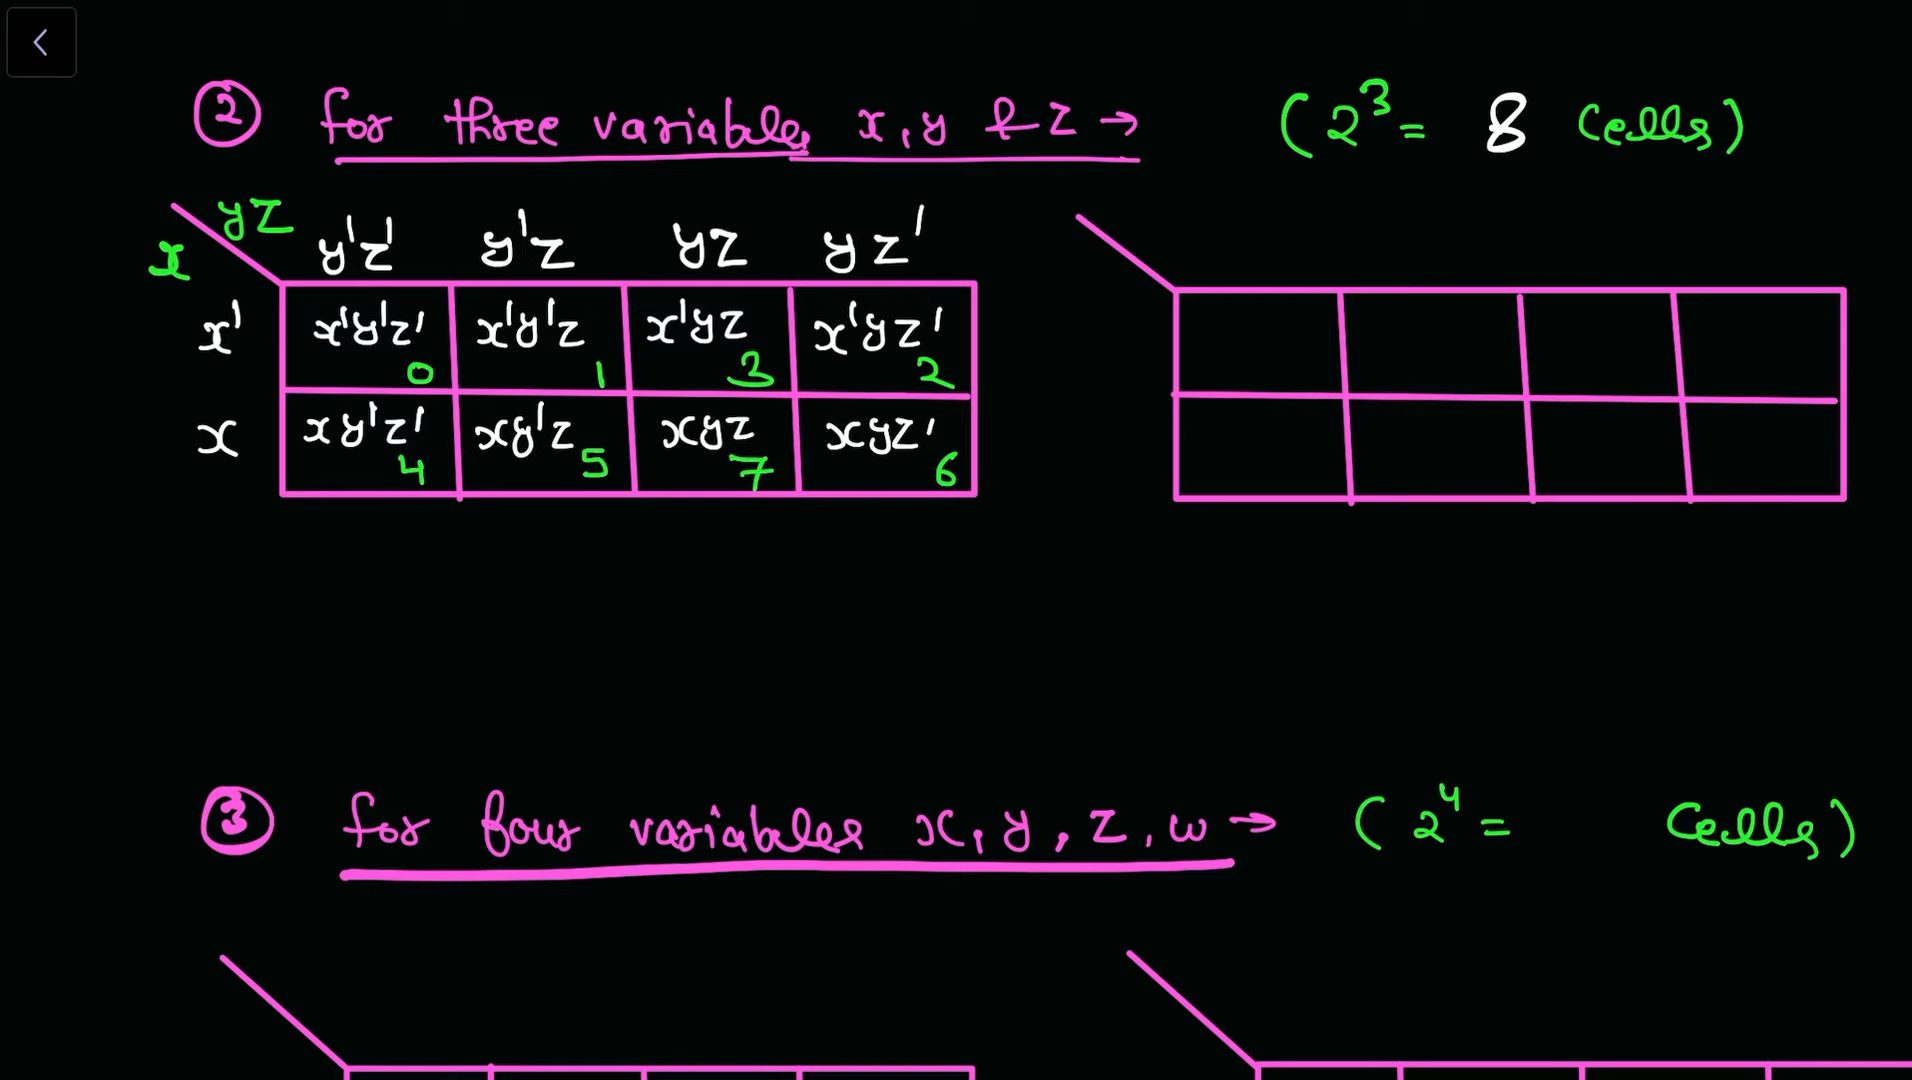 ② for three variables x, y & z → (2³ = 8 Cells)
yz
x
y'z' y'z yz yz'
x' x'y'z' x'y'z x'yz x'yz'
0 1 3 2
x xy'z' xy'z xyz xyz'
4 5 7 6
③ for four variables x, y, z, w → (2⁴ = Cells)